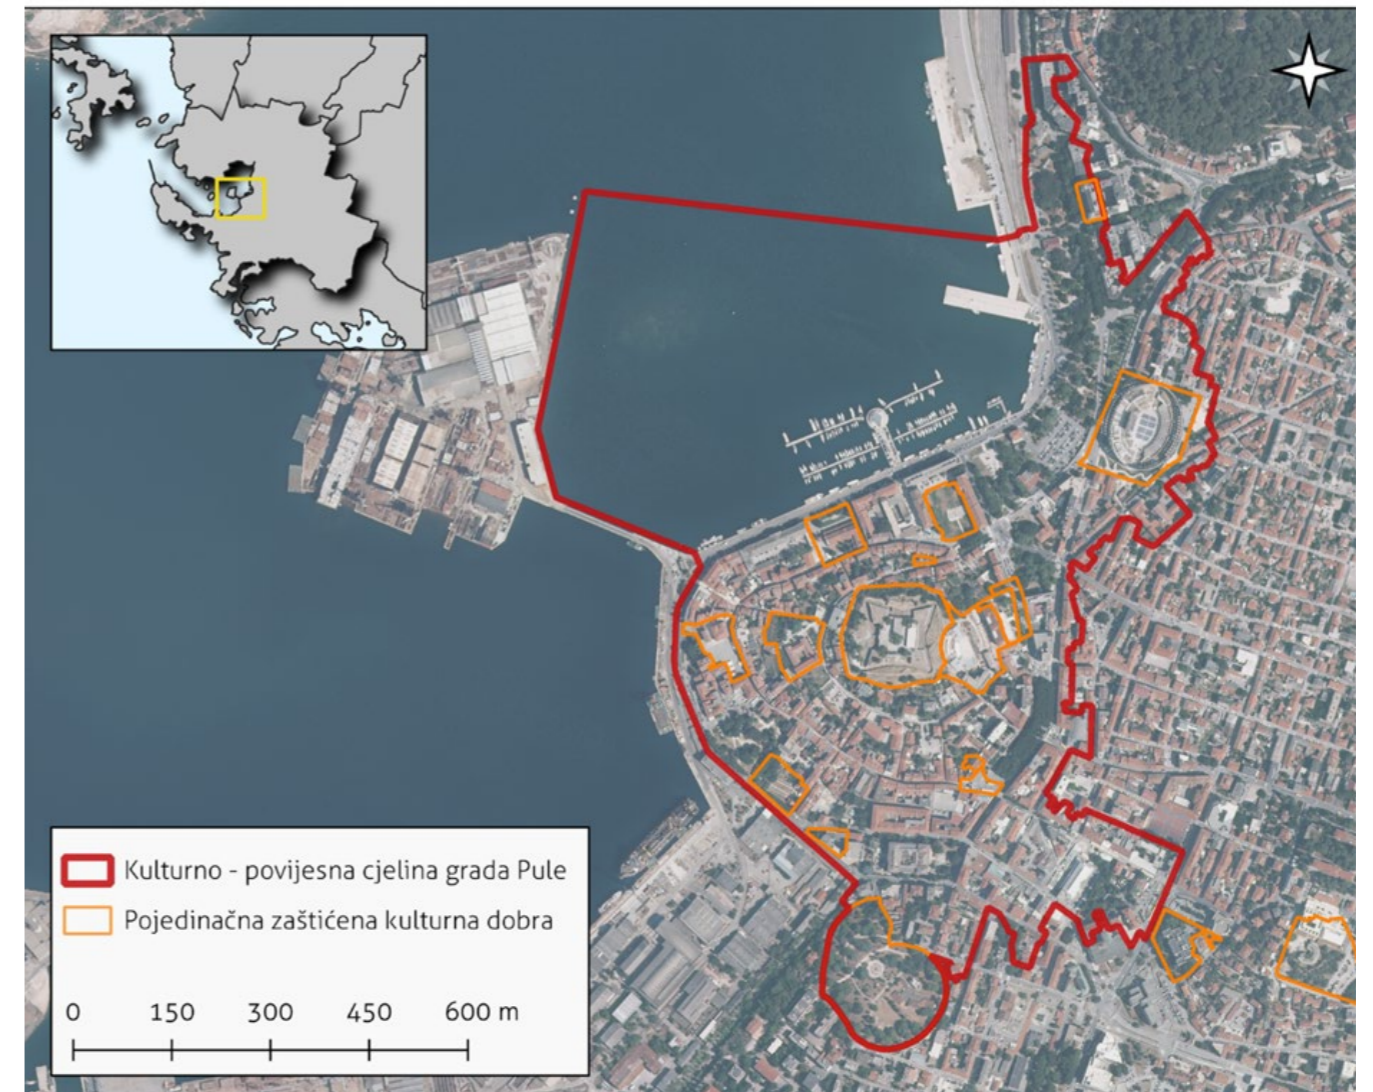 Kulturno - povijesna cjelina grada Pule
Pojedinačna zaštićena kulturna dobra
0 150 300 450 600 m